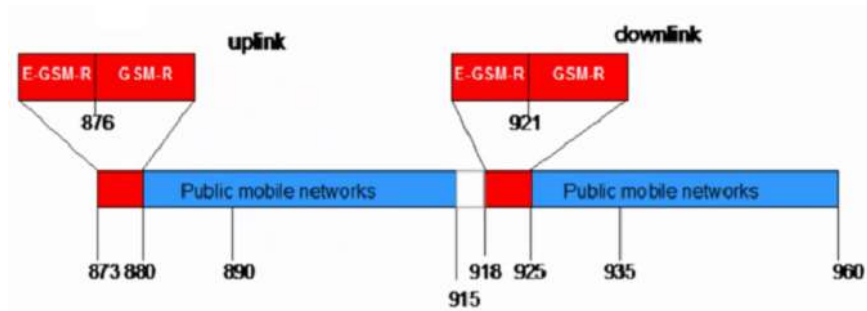 uplink
downlink
E-GSM-R GSM-R
E-GSM-R GSM-R
876
921
Public mobile networks
Public mobile networks
873 880 890 915 918 925 935 960